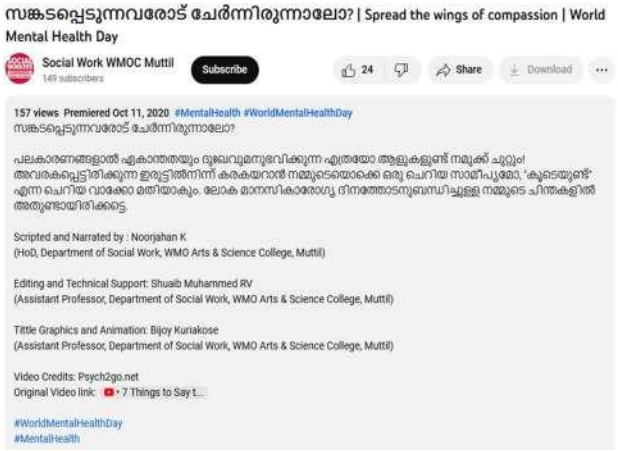 സങ്കടപ്പെടുന്നവരോട് ചേർന്നിരുന്നാലോ? | Spread the wings of compassion | World
Mental Health Day
SOCIAL
Social Work WMOC Muttil
149 subscribers
Subscribe
24
Share
Download
157 views Premiered Oct 11, 2020 #MentalHealth #WorldMentalHealthDay
സങ്കടപ്പെടുന്നവരോട് ചേർന്നിരുന്നാലോ?
പലകാരണങ്ങളാൽ ഏകാന്തതയും ദുഃഖവുമനുഭവിക്കുന്ന എത്രയോ ആളുകളുണ്ട് നമുക്ക് ചുറ്റും!
അവരകപ്പെട്ടിരിക്കുന്ന ഇരുട്ടിൽനിന്ന് കരകയറാൻ നമ്മുടെയൊക്കെ ഒരു ചെറിയ സാമീപ്യമോ, "കൂടെയുണ്ട്"
എന്ന ചെറിയ വാക്കോ മതിയാകും. ലോക മാനസികാരോഗ്യ ദിനത്തോടനുബന്ധിച്ചുള്ള നമ്മുടെ ചിന്തകളിൽ
അതുണ്ടായിരിക്കട്ടെ.
Scripted and Narrated by : Noorjahan K
(HoD, Department of Social Work, WMO Arts & Science College, Muttil)
Editing and Technical Support: Shuaib Muhammed RV
(Assistant Professor, Department of Social Work, WMO Arts & Science College, Muttil)
Tittle Graphics and Animation: Bijoy Kuriakose
(Assistant Professor, Department of Social Work, WMO Arts & Science College, Muttil)
Video Credits: Psych2go.net
Original Video link: • 7 Things to Say t...
#WorldMentalHealthDay
#MentalHealth